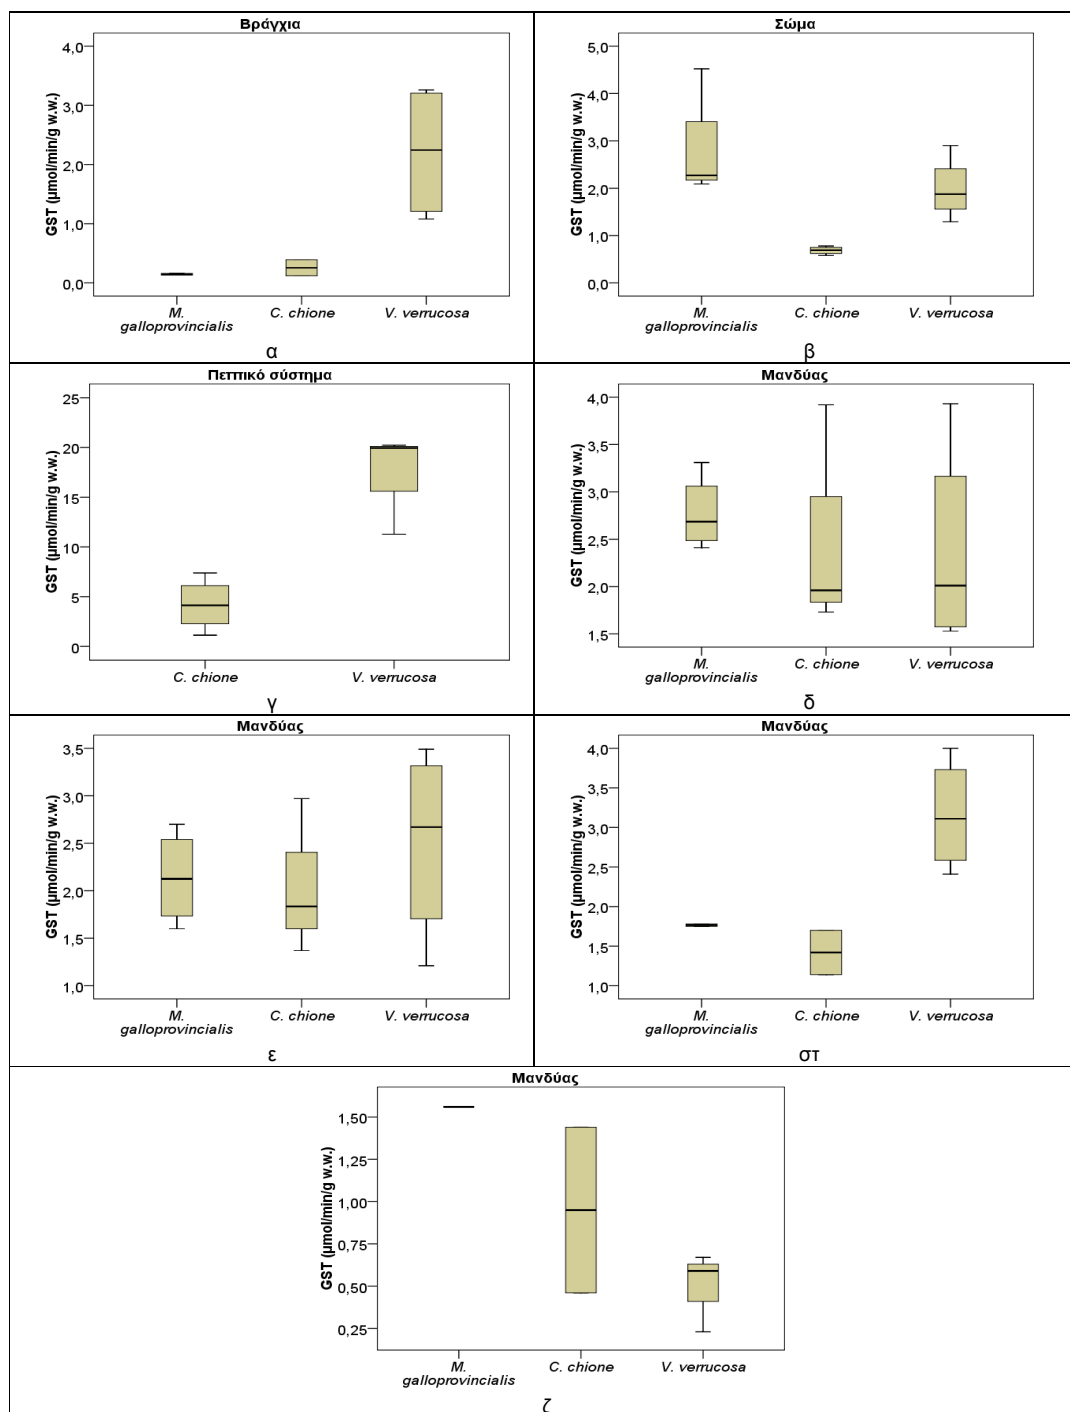 Βράγχια
GST (μmol/min/g w.w.)
4,0
3,0
2,0
1,0
0,0
M. galloprovincialis
C. chione
V. verrucosa
α
Σώμα
GST (μmol/min/g w.w.)
5,0
4,0
3,0
2,0
1,0
0,0
M. galloprovincialis
C. chione
V. verrucosa
β
Πεπτικό σύστημα
GST (μmol/min/g w.w.)
25
20
15
10
5
0
C. chione
V. verrucosa
γ
Μανδύας
GST (μmol/min/g w.w.)
4,0
3,5
3,0
2,5
2,0
1,5
M. galloprovincialis
C. chione
V. verrucosa
δ
Μανδύας
GST (μmol/min/g w.w.)
3,5
3,0
2,5
2,0
1,5
1,0
M. galloprovincialis
C. chione
V. verrucosa
ε
Μανδύας
GST (μmol/min/g w.w.)
4,0
3,5
3,0
2,5
2,0
1,5
1,0
M. galloprovincialis
C. chione
V. verrucosa
στ
Μανδύας
GST (μmol/min/g w.w.)
1,50
1,25
1,00
0,75
0,50
0,25
M. galloprovincialis
C. chione
V. verrucosa
ζ